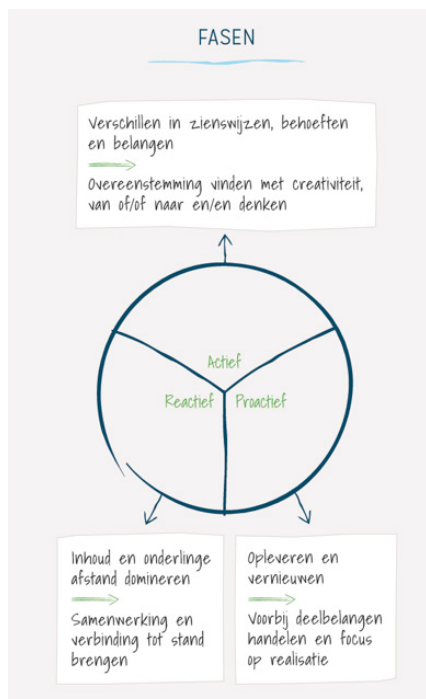 FASEN
Verschillen in zienswijzen, behoeften
en belangen
Overeenstemming vinden met creativiteit,
van of/of naar en/en denken
Actief
Reactief
Proactief
Inhoud en onderlinge
afstand domineren
Samenwerking en
verbinding tot stand
brengen
Opleveren en
vernieuwen
Voorbij deelbelangen
handelen en focus
op realisatie